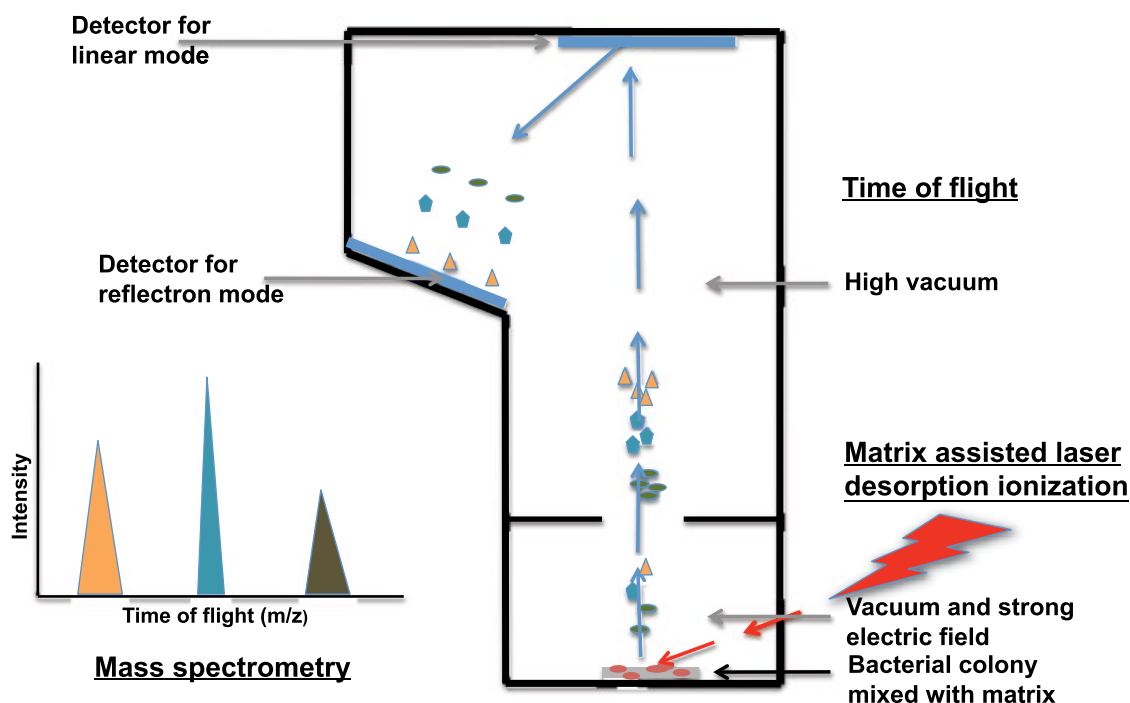 Detector for
linear mode
Time of flight
Detector for
reflectron mode
High vacuum
Intensity
Time of flight (m/z)
Mass spectrometry
Matrix assisted laser
desorption ionization
Vacuum and strong
electric field
Bacterial colony
mixed with matrix